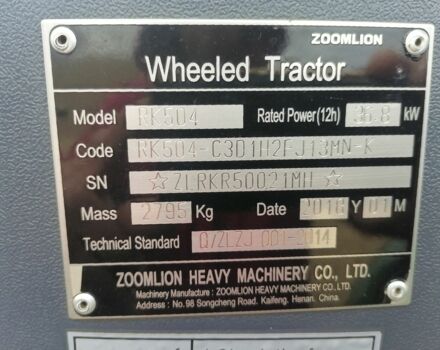 ZOOMLION
Wheeled Tractor
Model RK504 Rated Power(12h) 36.8 kW
Code RK504-C3D1H2FJ13MN-K
SN ☆ZLRKR50021MH☆
Mass 2795 Kg Date 2018 Y 01 M
Technical Standard Q/ZLZJ 001-2014
ZOOMLION HEAVY MACHINERY CO., LTD.
Machinery Manufacture : ZOOMLION HEAVY MACHINERY CO., LTD.
Address : No.98 Songcheng Road. Kaifeng. Henan. China.